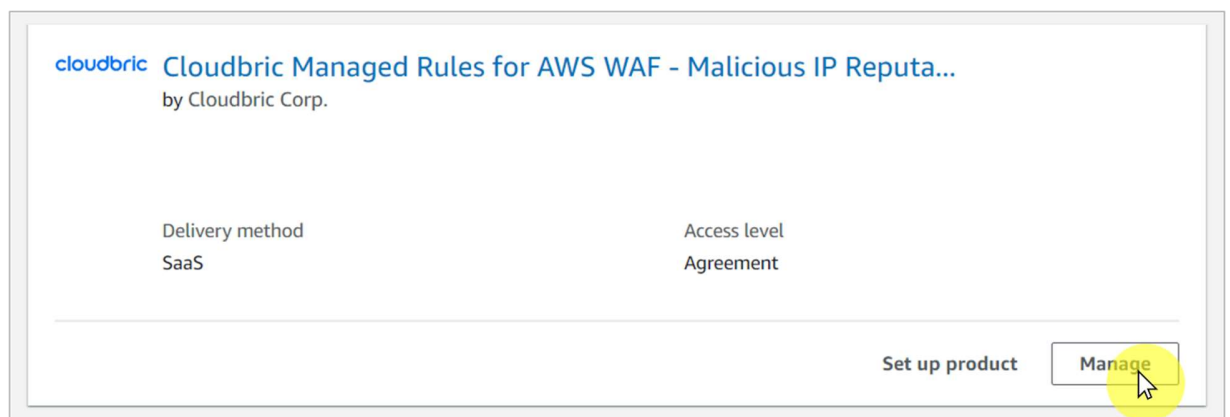 cloudbric Cloudbric Managed Rules for AWS WAF - Malicious IP Reputa...
by Cloudbric Corp.
Delivery method Access level
SaaS Agreement
Set up product Manage